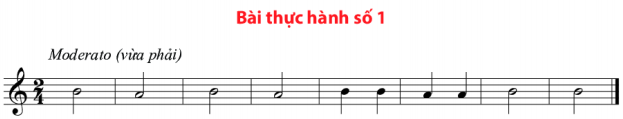 Bài thực hành số 1
Moderato (vừa phải)
2
4